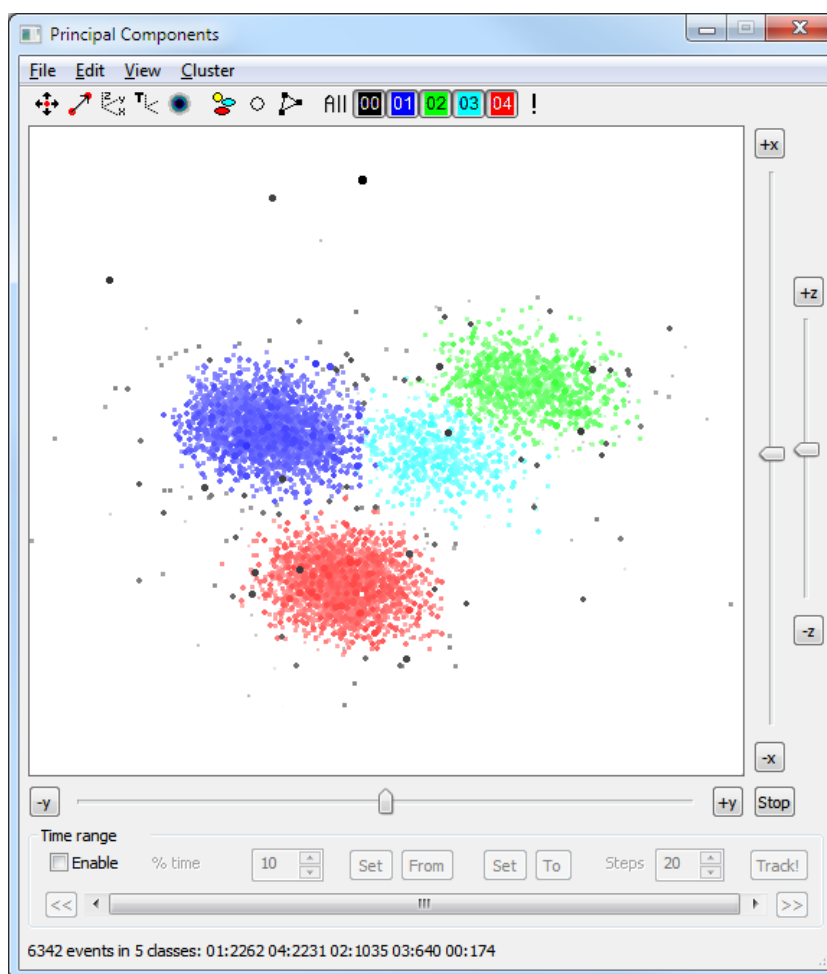 Principal Components
File Edit View Cluster
All 00 01 02 03 04 !
+x
+z
-z
-x
-y +y Stop
Time range
Enable % time 10 Set From Set To Steps 20 Track!
<< >>
6342 events in 5 classes: 01:2262 04:2231 02:1035 03:640 00:174